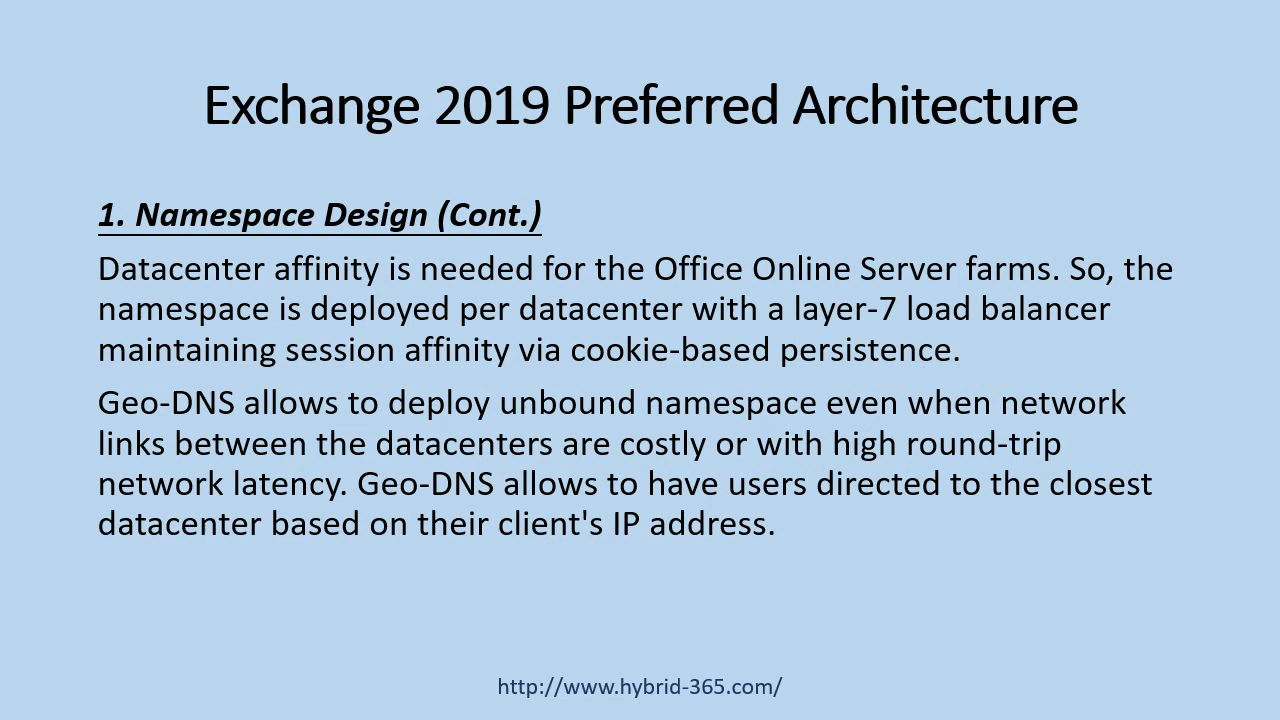 Exchange 2019 Preferred Architecture
1. Namespace Design (Cont.)
Datacenter affinity is needed for the Office Online Server farms. So, the
namespace is deployed per datacenter with a layer-7 load balancer
maintaining session affinity via cookie-based persistence.
Geo-DNS allows to deploy unbound namespace even when network
links between the datacenters are costly or with high round-trip
network latency. Geo-DNS allows to have users directed to the closest
datacenter based on their client's IP address.
http://www.hybrid-365.com/